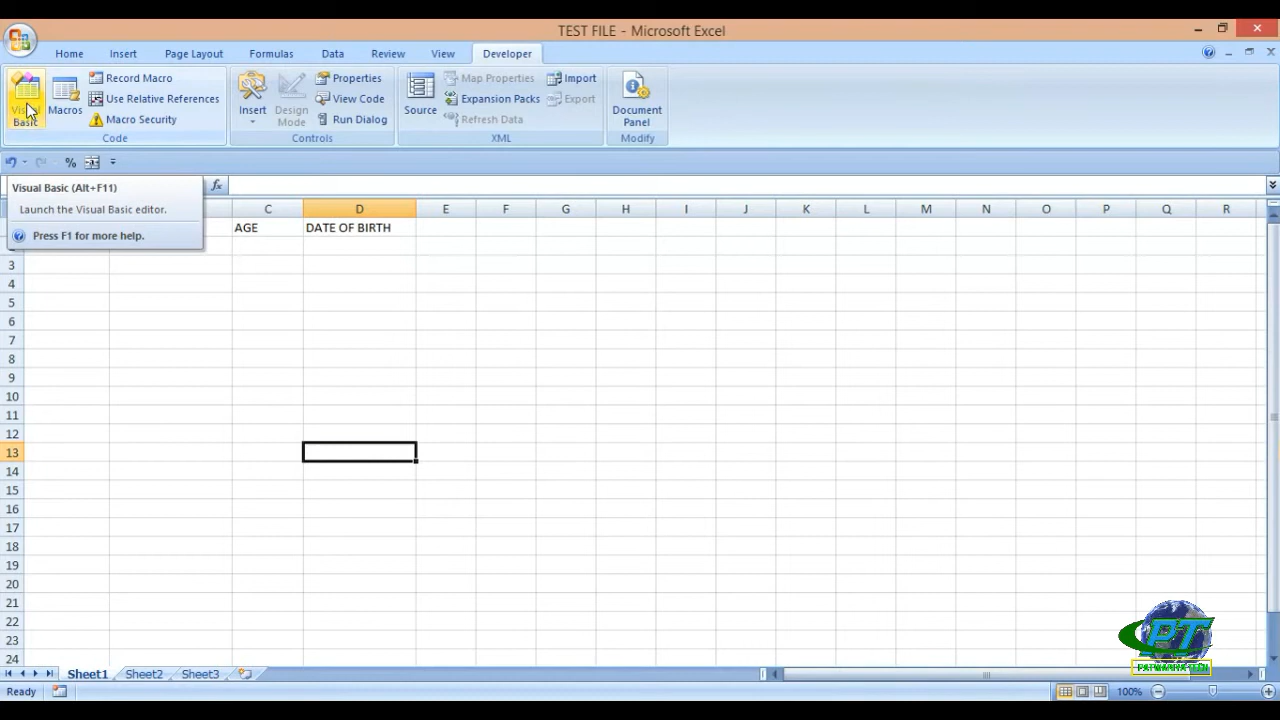 TEST FILE - Microsoft Excel
Home Insert Page Layout Formulas Data Review View Developer
Visual Basic
Macros
Record Macro
Use Relative References
Macro Security
Code
Insert
Design Mode
Properties
View Code
Run Dialog
Controls
Source
Map Properties
Expansion Packs
Refresh Data
Import
Export
XML
Document Panel
Modify
%
Visual Basic (Alt+F11)
Launch the Visual Basic editor.
Press F1 for more help.
fx
C D E F G H I J K L M N O P Q R
AGE DATE OF BIRTH
3
4
5
6
7
8
9
10
11
12
13
14
15
16
17
18
19
20
21
22
23
24
PT
Sheet1 Sheet2 Sheet3
Ready
100%